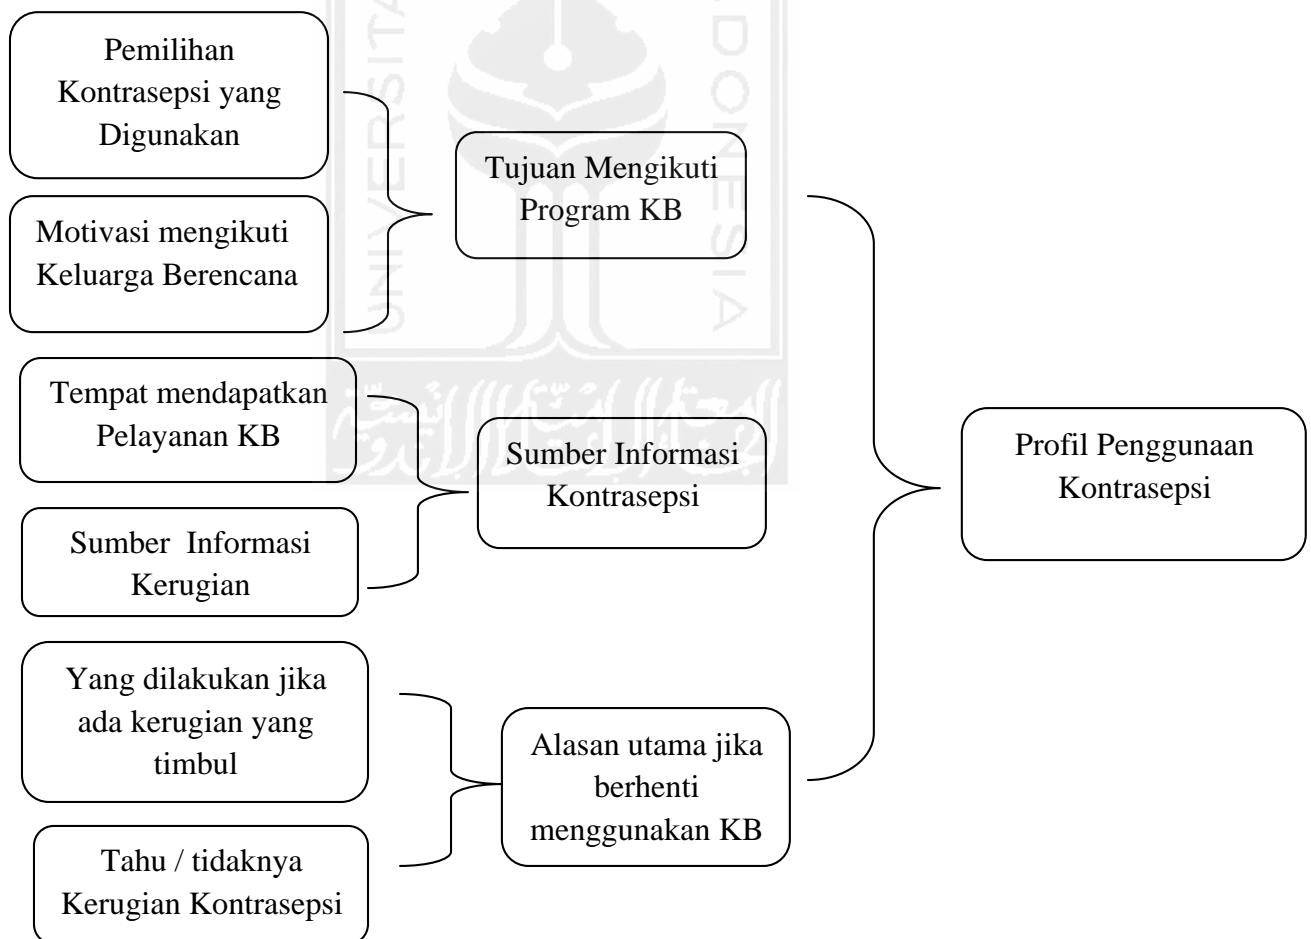 Pemilihan
Kontrasepsi yang
Digunakan
Motivasi mengikuti
Keluarga Berencana
Tujuan Mengikuti
Program KB
Tempat mendapatkan
Pelayanan KB
Sumber Informasi
Kerugian
Sumber Informasi
Kontrasepsi
Yang dilakukan jika
ada kerugian yang
timbul
Tahu / tidaknya
Kerugian Kontrasepsi
Alasan utama jika
berhenti
menggunakan KB
Profil Penggunaan
Kontrasepsi